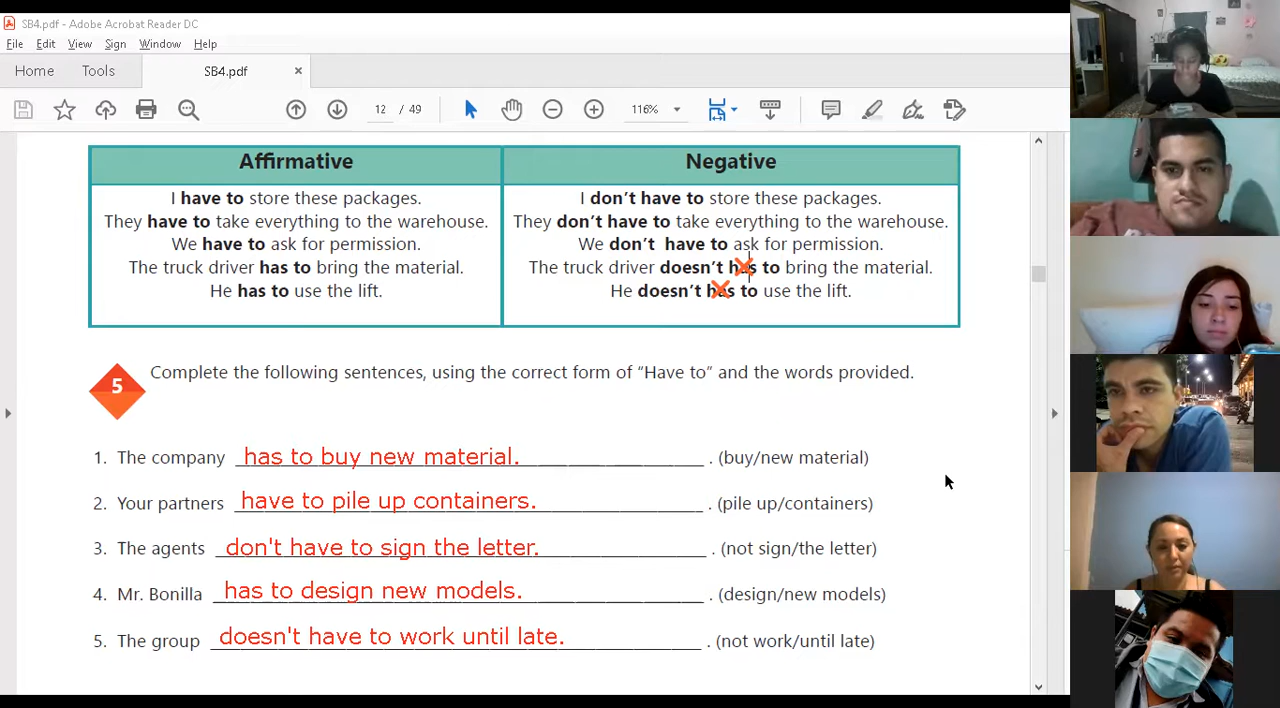 SB4.pdf - Adobe Acrobat Reader DC
File Edit View Sign Window Help
Home Tools SB4.pdf ×
12 / 49 116%
Affirmative Negative
I have to store these packages. I don't have to store these packages.
They have to take everything to the warehouse. They don't have to take everything to the warehouse.
We have to ask for permission. We don't have to ask for permission.
The truck driver has to bring the material. The truck driver doesn't has to bring the material.
He has to use the lift. He doesn't has to use the lift.
5 Complete the following sentences, using the correct form of “Have to” and the words provided.
1. The company has to buy new material. . (buy/new material)
2. Your partners have to pile up containers. . (pile up/containers)
3. The agents don't have to sign the letter. . (not sign/the letter)
4. Mr. Bonilla has to design new models. . (design/new models)
5. The group doesn't have to work until late. . (not work/until late)